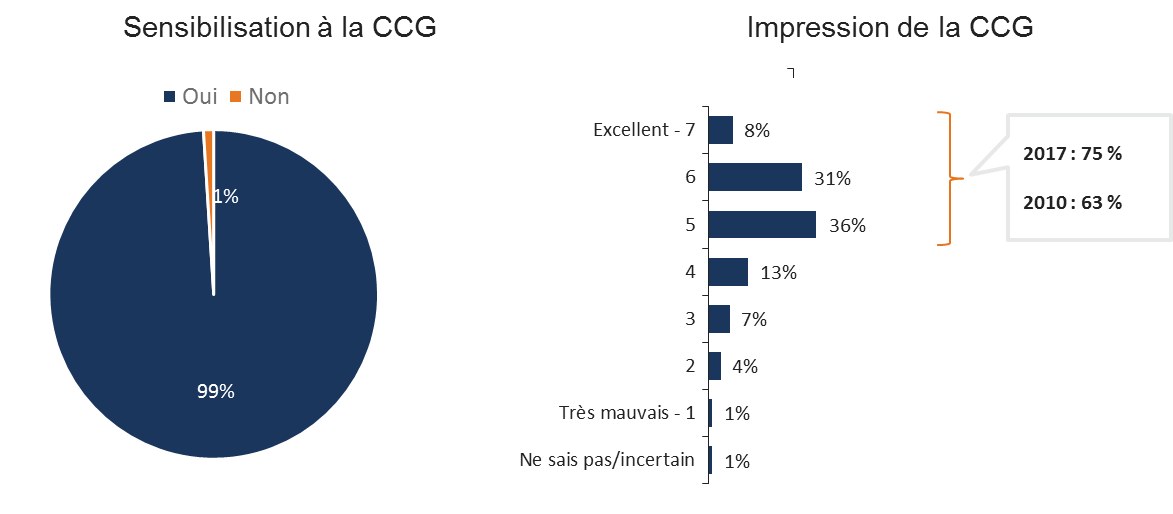 Sensibilisation à la CCG
Oui Non
1%
99%
Impression de la CCG
Excellent - 7 8%
6 31%
5 36%
4 13%
3 7%
2 4%
Très mauvais - 1 1%
Ne sais pas/incertain 1%
2017 : 75 %
2010 : 63 %